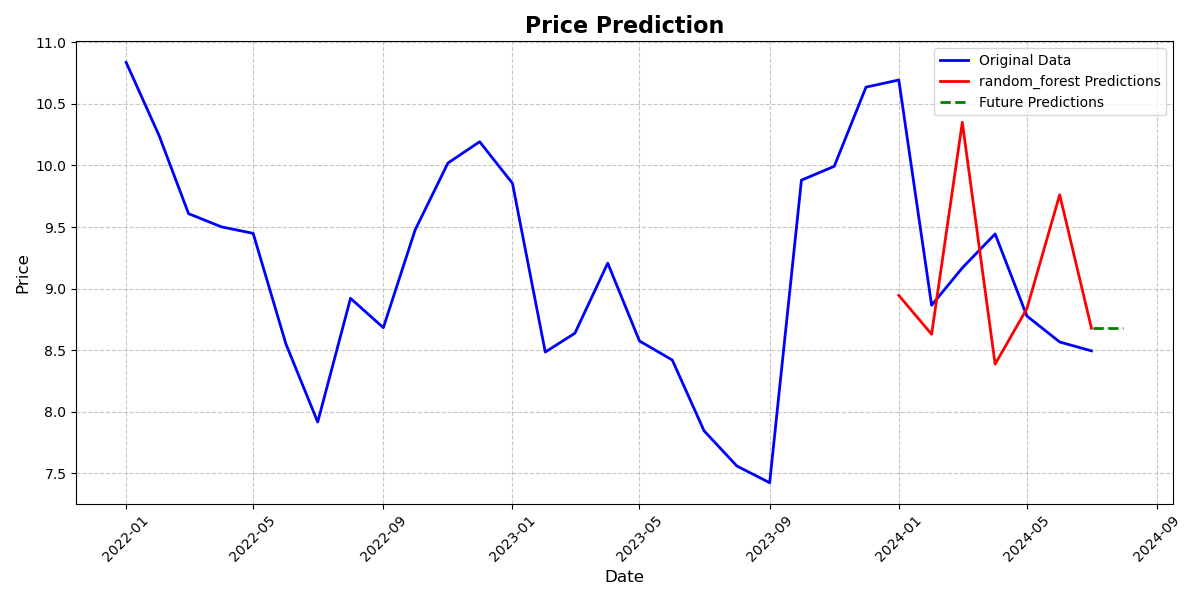 Price Prediction
Original Data
random_forest Predictions
Future Predictions
Price
11.0
10.5
10.0
9.5
9.0
8.5
8.0
7.5
2022-01
2022-05
2022-09
2023-01
2023-05
2023-09
2024-01
2024-05
2024-09
Date